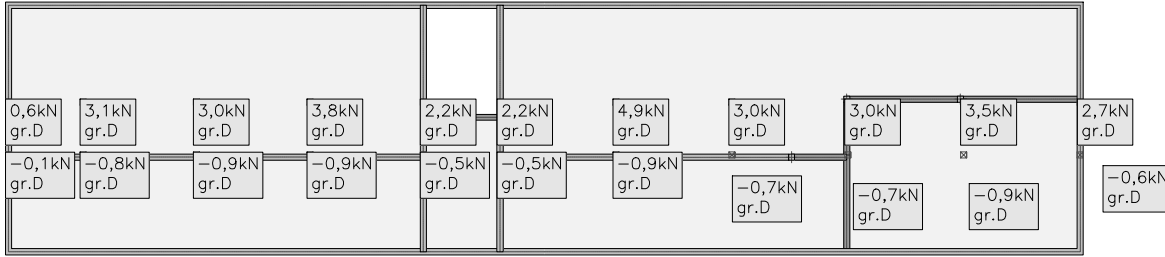 0,6kN
gr.D
3,1kN
gr.D
3,0kN
gr.D
3,8kN
gr.D
2,2kN
gr.D
2,2kN
gr.D
4,9kN
gr.D
3,0kN
gr.D
3,0kN
gr.D
3,5kN
gr.D
2,7kN
gr.D
−0,1kN
gr.D
−0,8kN
gr.D
−0,9kN
gr.D
−0,9kN
gr.D
−0,5kN
gr.D
−0,5kN
gr.D
−0,9kN
gr.D
−0,7kN
gr.D
−0,7kN
gr.D
−0,9kN
gr.D
−0,6kN
gr.D